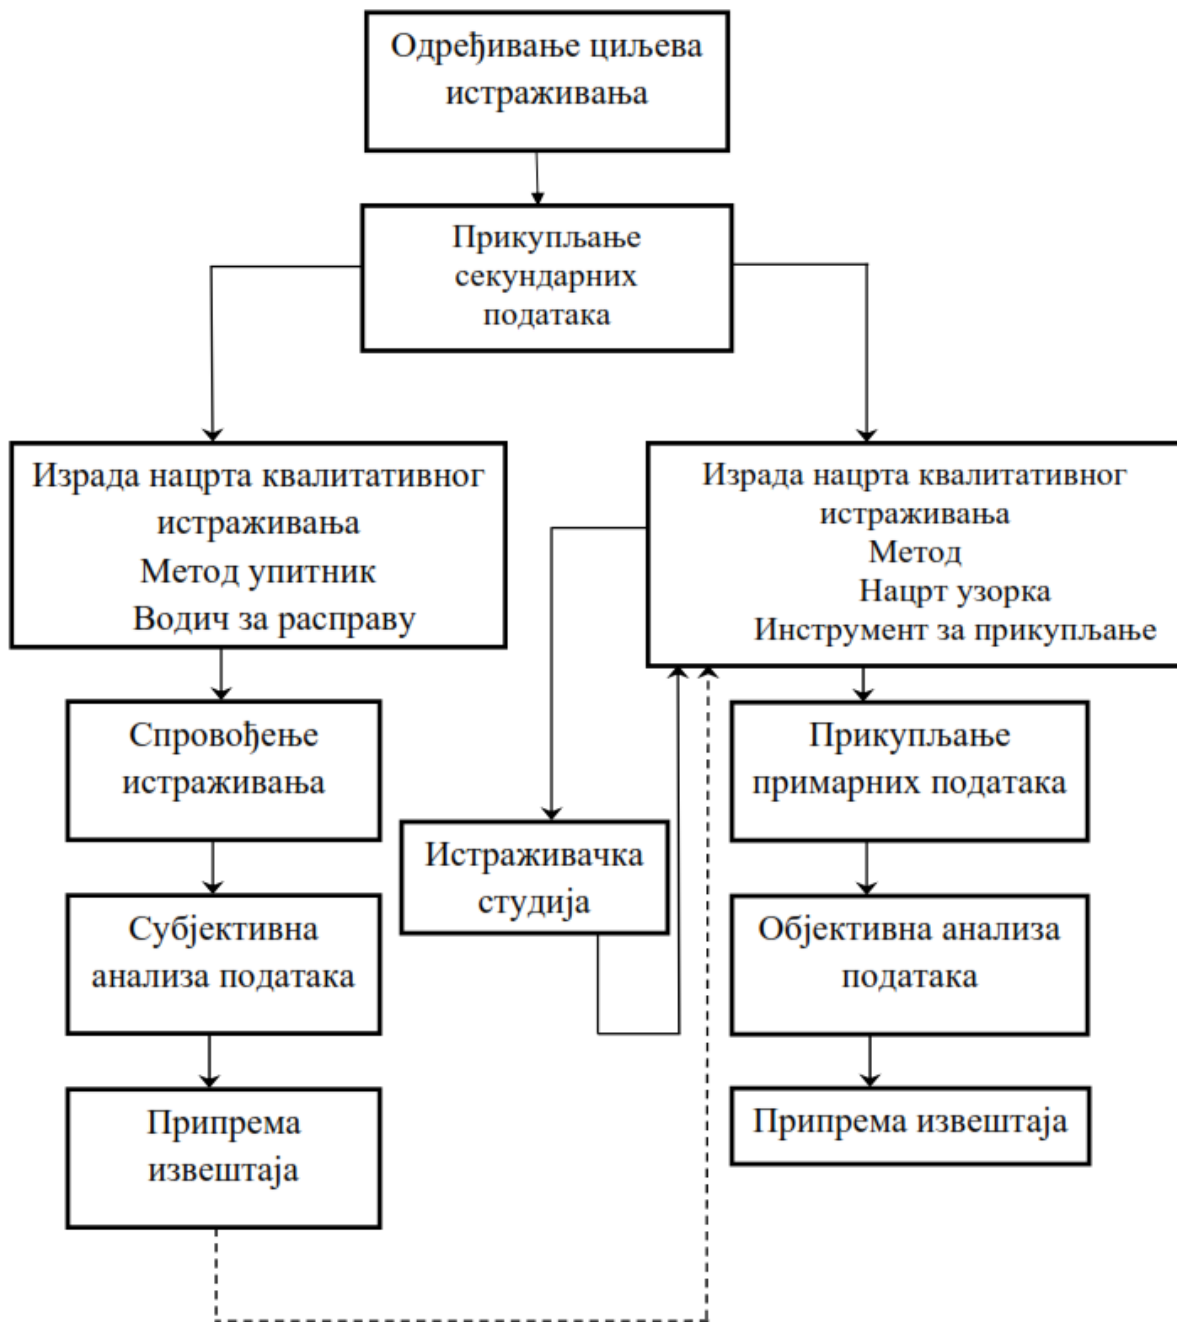 Одређивање циљева
истраживања
Прикупљање
секундарних
података
Израда нацрта квалитативног
истраживања
Метод упитник
Водич за расправу
Израда нацрта квалитативног
истраживања
Метод
Нацрт узорка
Инструмент за прикупљање
Спровођење
истраживања
Прикупљање
примарних података
Истраживачка
студија
Субјективна
анализа података
Објективна анализа
података
Припрема
извештаја
Припрема извештаја